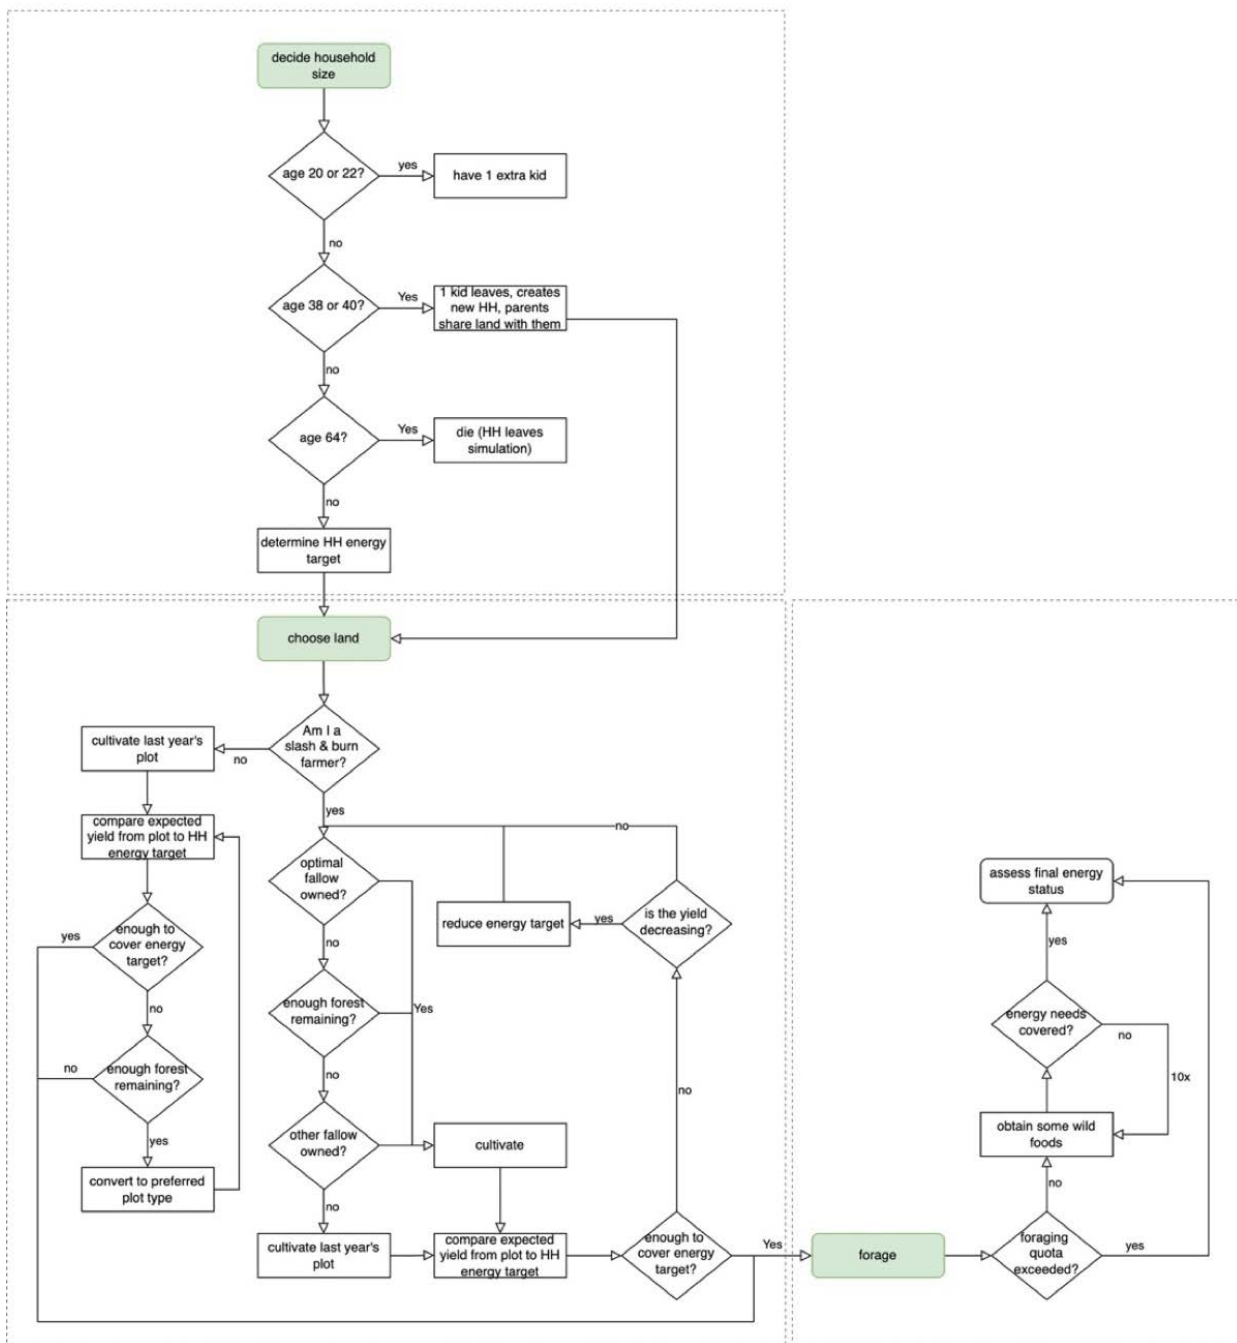 decide household
size
age 20 or 22?
yes
have 1 extra kid
no
age 38 or 40?
Yes
1 kid leaves, creates
new HH, parents
share land with them
no
age 64?
Yes
die (HH leaves
simulation)
no
determine HH energy
target
choose land
Am I a
slash & burn
farmer?
no
cultivate last year's
plot
yes
compare expected
yield from plot to HH
energy target
enough to
cover energy
target?
yes
no
enough forest
remaining?
no
yes
convert to preferred
plot type
optimal
fallow
owned?
no
enough forest
remaining?
Yes
no
other fallow
owned?
no
cultivate
cultivate last year's
plot
compare expected
yield from plot to HH
energy target
enough to
cover energy
target?
no
is the yield
decreasing?
yes
reduce energy target
no
Yes
forage
foraging
quota
exceeded?
yes
no
obtain some wild
foods
energy needs
covered?
no
10x
yes
assess final energy
status